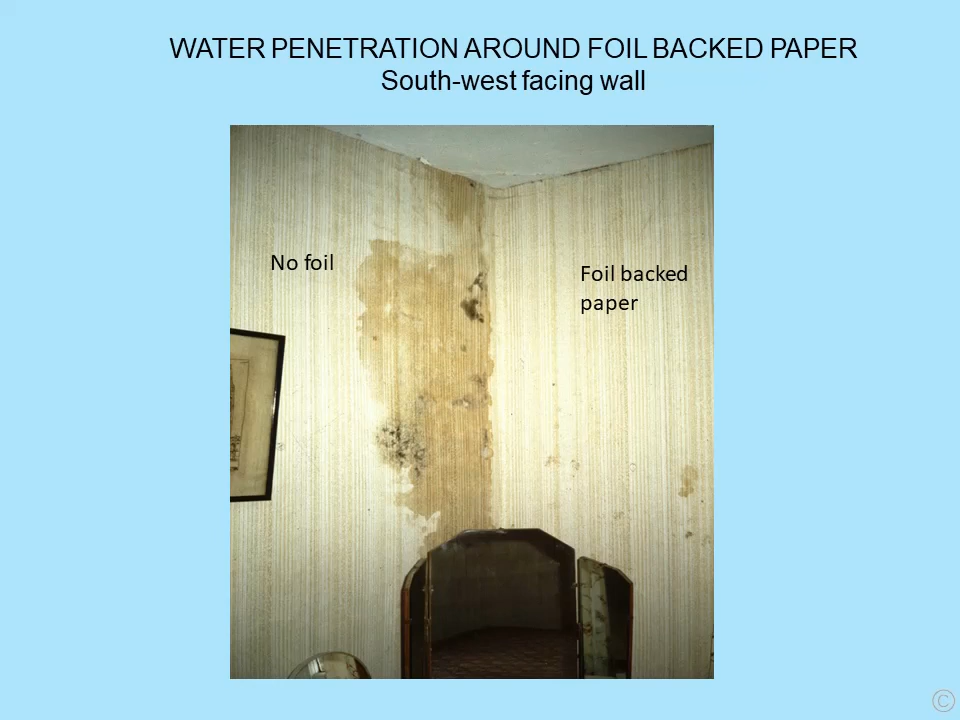 WATER PENETRATION AROUND FOIL BACKED PAPER
South-west facing wall
No foil
Foil backed
paper
©